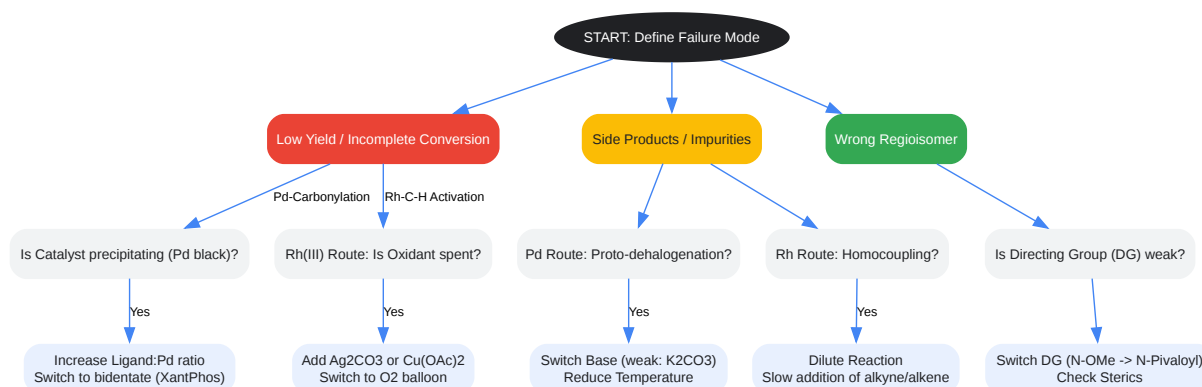 START: Define Failure Mode
Low Yield / Incomplete Conversion
Side Products / Impurities
Wrong Regioisomer
Pd-Carbonylation
Rh-C-H Activation
Is Catalyst precipitating (Pd black)?
Rh(III) Route: Is Oxidant spent?
Pd Route: Proto-dehalogenation?
Rh Route: Homocoupling?
Is Directing Group (DG) weak?
Yes
Yes
Yes
Yes
Increase Ligand:Pd ratio
Switch to bidentate (XantPhos)
Add Ag2CO3 or Cu(OAc)2
Switch to O2 balloon
Switch Base (weak: K2CO3)
Reduce Temperature
Dilute Reaction
Slow addition of alkyne/alkene
Switch DG (N-OMe -> N-Pivaloyl)
Check Sterics